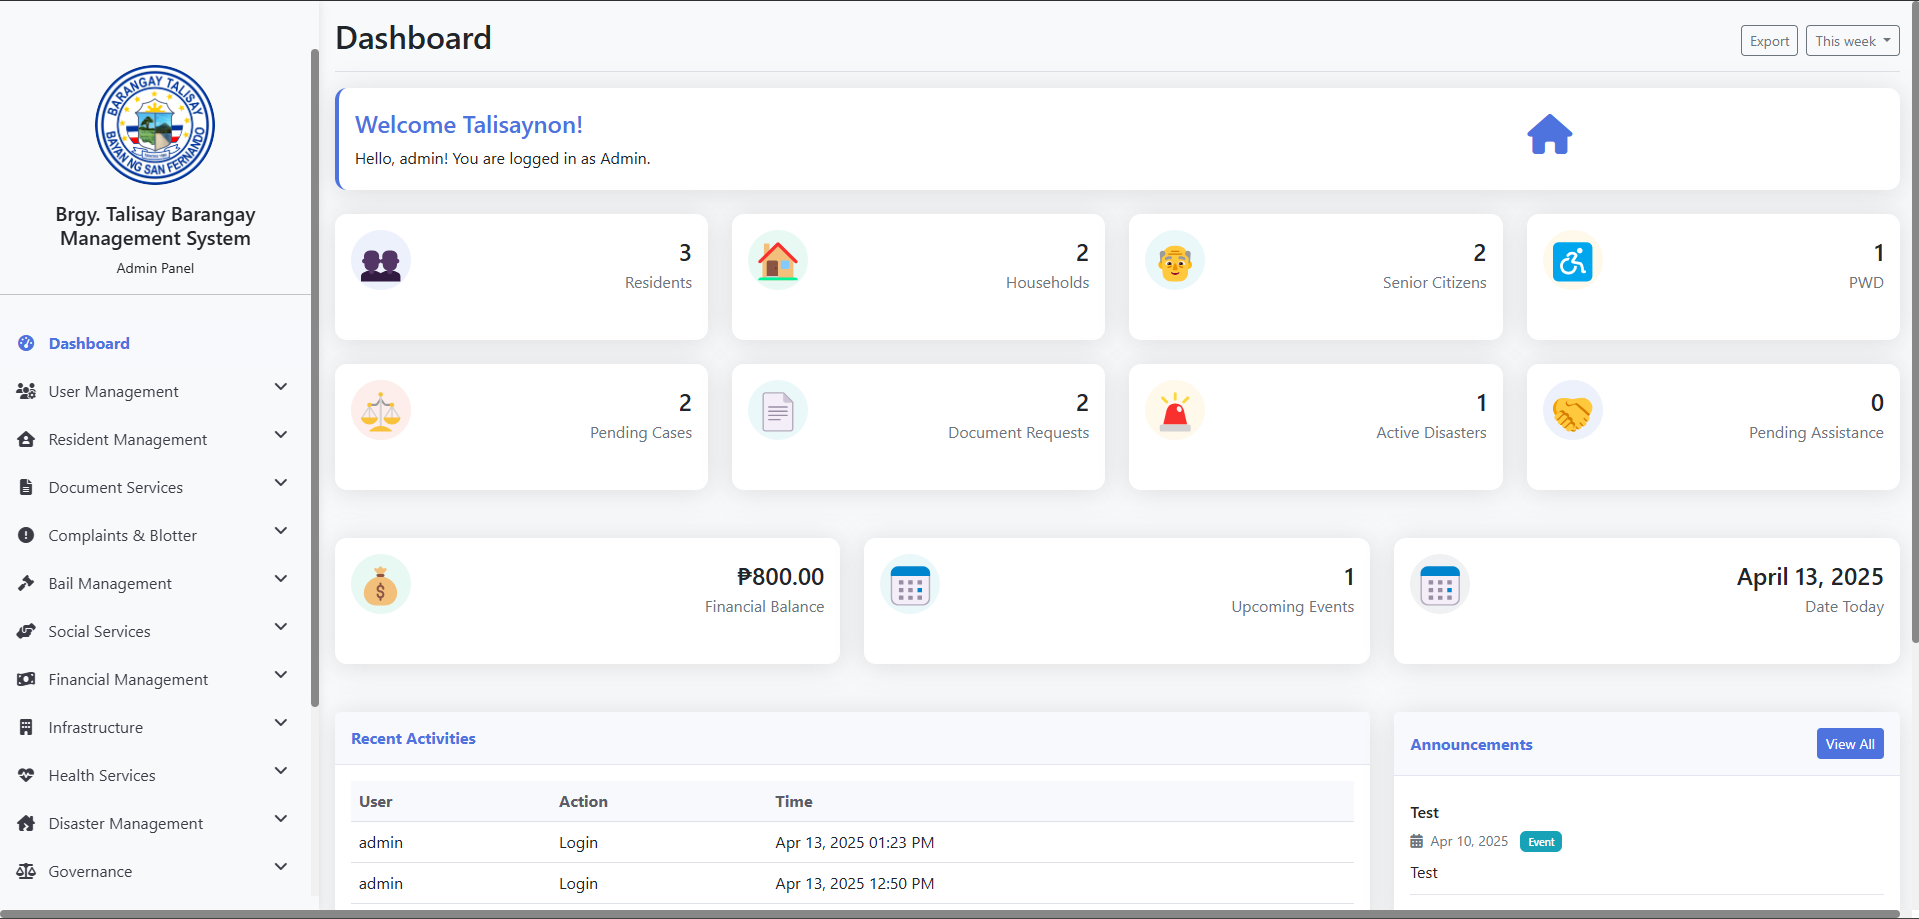 BARANGAY TALISAY
BAYAN NG SAN FERNANDO
Brgy. Talisay Barangay
Management System
Admin Panel
Dashboard
User Management
Resident Management
Document Services
Complaints & Blotter
Bail Management
Social Services
Financial Management
Infrastructure
Health Services
Disaster Management
Governance
Dashboard
Export
This week
Welcome Talisaynon!
Hello, admin! You are logged in as Admin.
3
Residents
2
Households
2
Senior Citizens
1
PWD
2
Pending Cases
2
Document Requests
1
Active Disasters
0
Pending Assistance
₱800.00
Financial Balance
1
Upcoming Events
April 13, 2025
Date Today
Recent Activities
User Action Time
admin Login Apr 13, 2025 01:23 PM
admin Login Apr 13, 2025 12:50 PM
Announcements
View All
Test
Apr 10, 2025 Event
Test